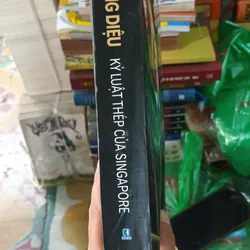 NG DIỆU
KỶ LUẬT THÉP CỦA SINGAPORE